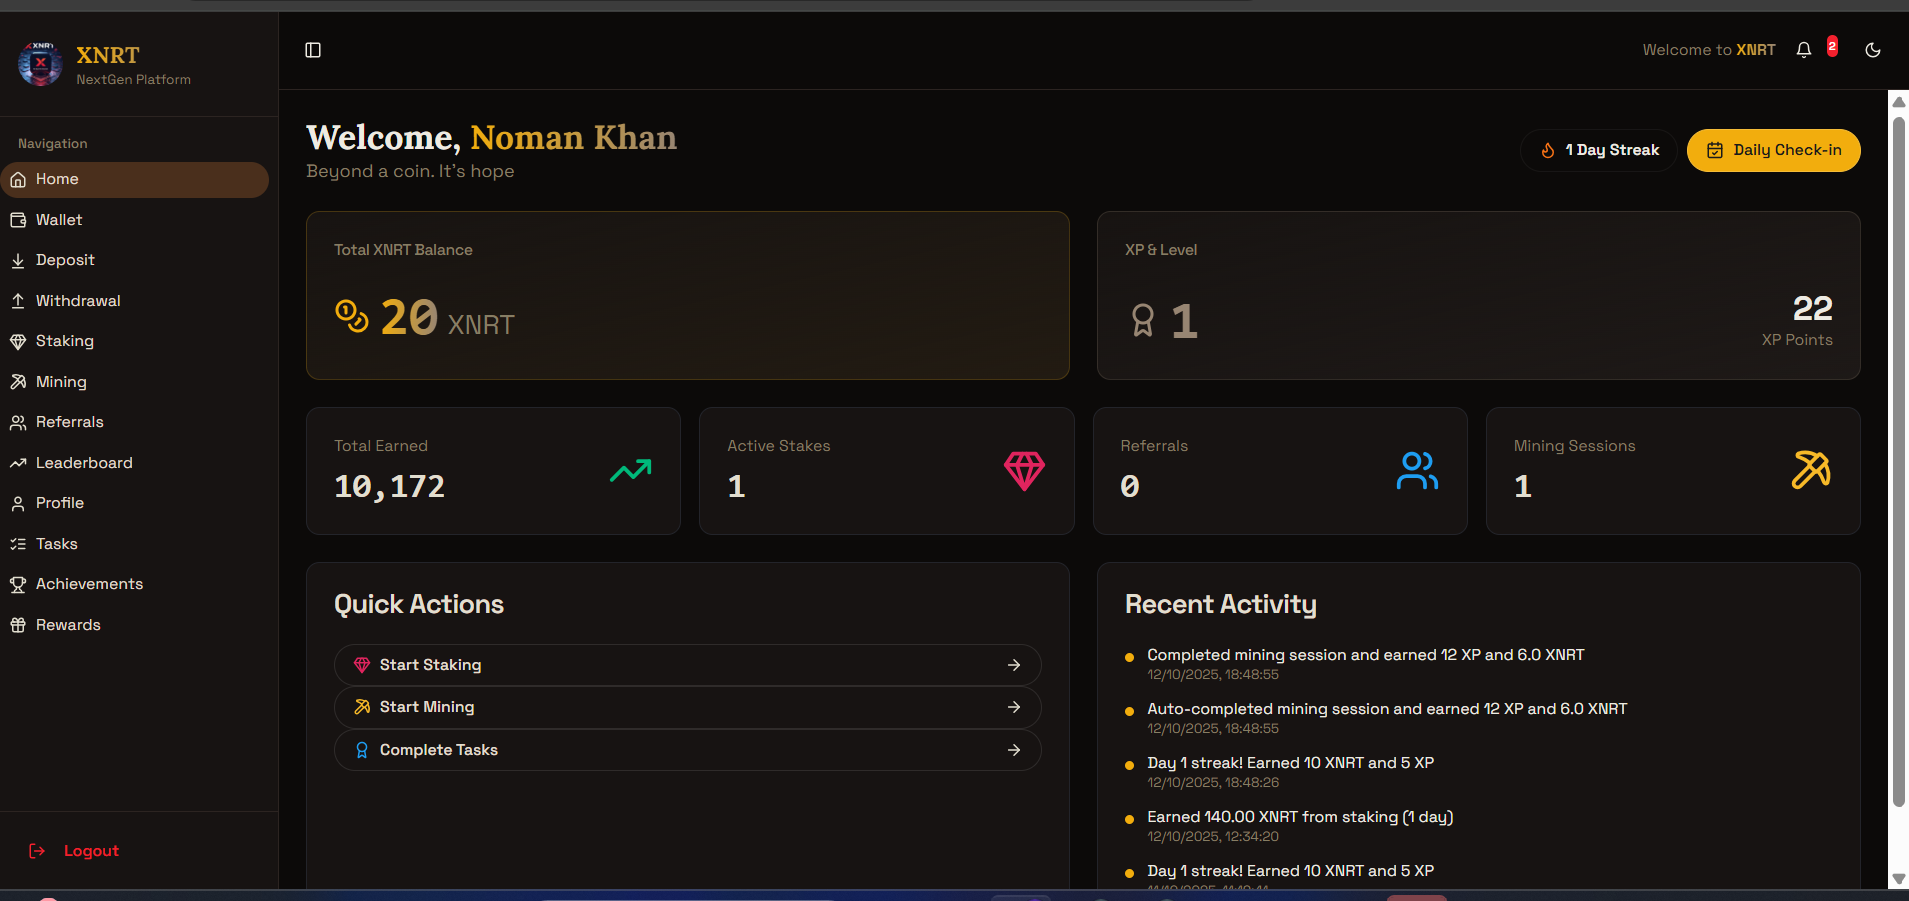 XNRT
NextGen Platform
Welcome to XNRT
2
Navigation
Home
Wallet
Deposit
Withdrawal
Staking
Mining
Referrals
Leaderboard
Profile
Tasks
Achievements
Rewards
Logout
Welcome, Noman Khan
Beyond a coin. It's hope
1 Day Streak
Daily Check-in
Total XNRT Balance
20 XNRT
XP & Level
1
22
XP Points
Total Earned
10,172
Active Stakes
1
Referrals
0
Mining Sessions
1
Quick Actions
Start Staking
Start Mining
Complete Tasks
Recent Activity
Completed mining session and earned 12 XP and 6.0 XNRT
12/10/2025, 18:48:55
Auto-completed mining session and earned 12 XP and 6.0 XNRT
12/10/2025, 18:48:55
Day 1 streak! Earned 10 XNRT and 5 XP
12/10/2025, 18:48:26
Earned 140.00 XNRT from staking (1 day)
12/10/2025, 12:34:20
Day 1 streak! Earned 10 XNRT and 5 XP